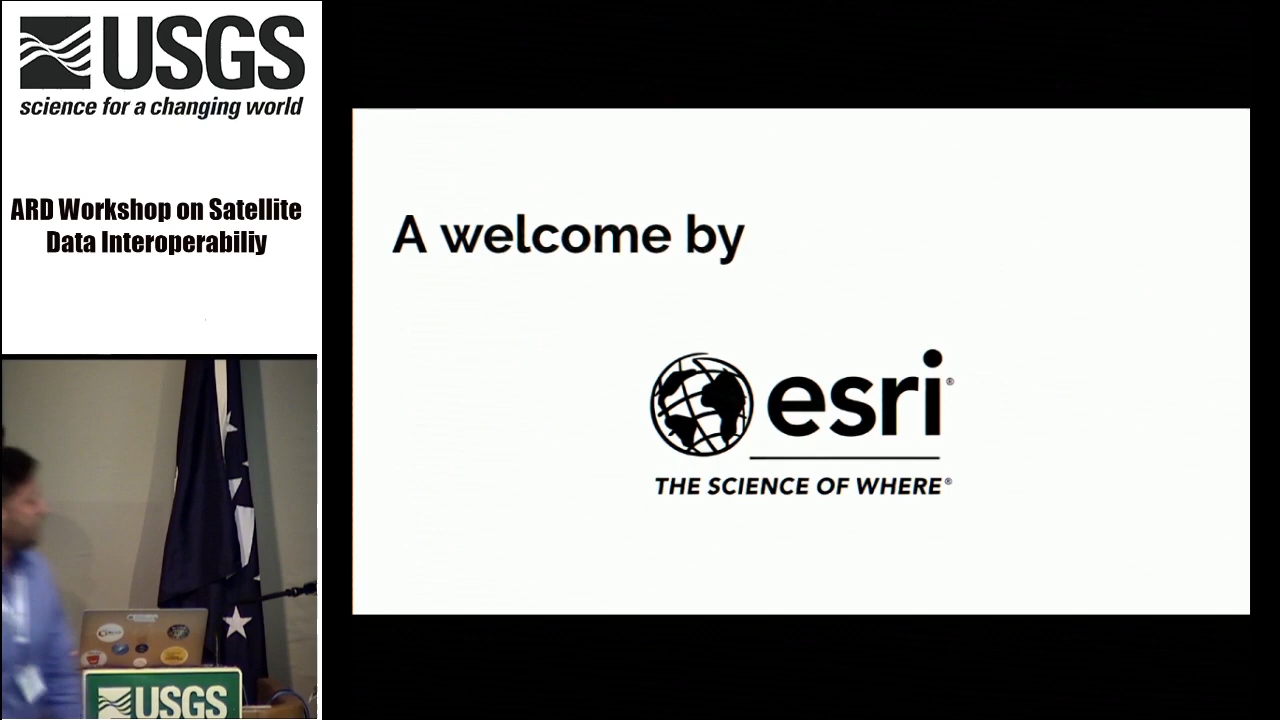 USGS
science for a changing world
ARD Workshop on Satellite
Data Interoperabiliy
A welcome by
esri®
THE SCIENCE OF WHERE®
USGS